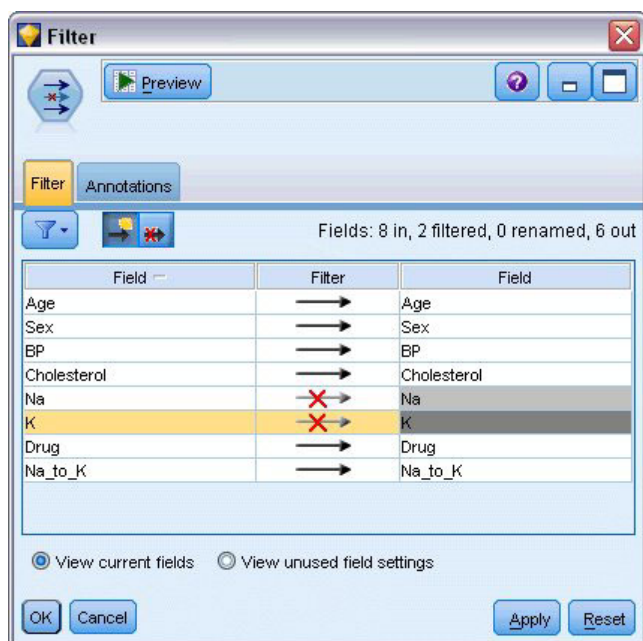 Filter
Preview
?
Filter Annotations
Fields: 8 in, 2 filtered, 0 renamed, 6 out
Field Filter Field
Age Age
Sex Sex
BP BP
Cholesterol Cholesterol
Na Na
K K
Drug Drug
Na_to_K Na_to_K
View current fields View unused field settings
OK Cancel Apply Reset